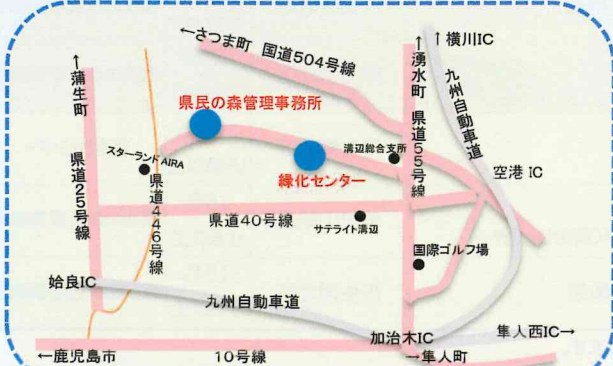 ←さつま町 国道504号線
↑湧水町 県道55号線
↑横川IC
九州自動車道
↑蒲生町
県道25号線
県民の森管理事務所
スターランドAIRA
県道446号線
緑化センター
溝辺総合支所
空港 IC
県道40号線
サテライト溝辺
国際ゴルフ場
姶良IC
九州自動車道
加治木IC
隼人西IC→
←鹿児島市
10号線
→隼人町